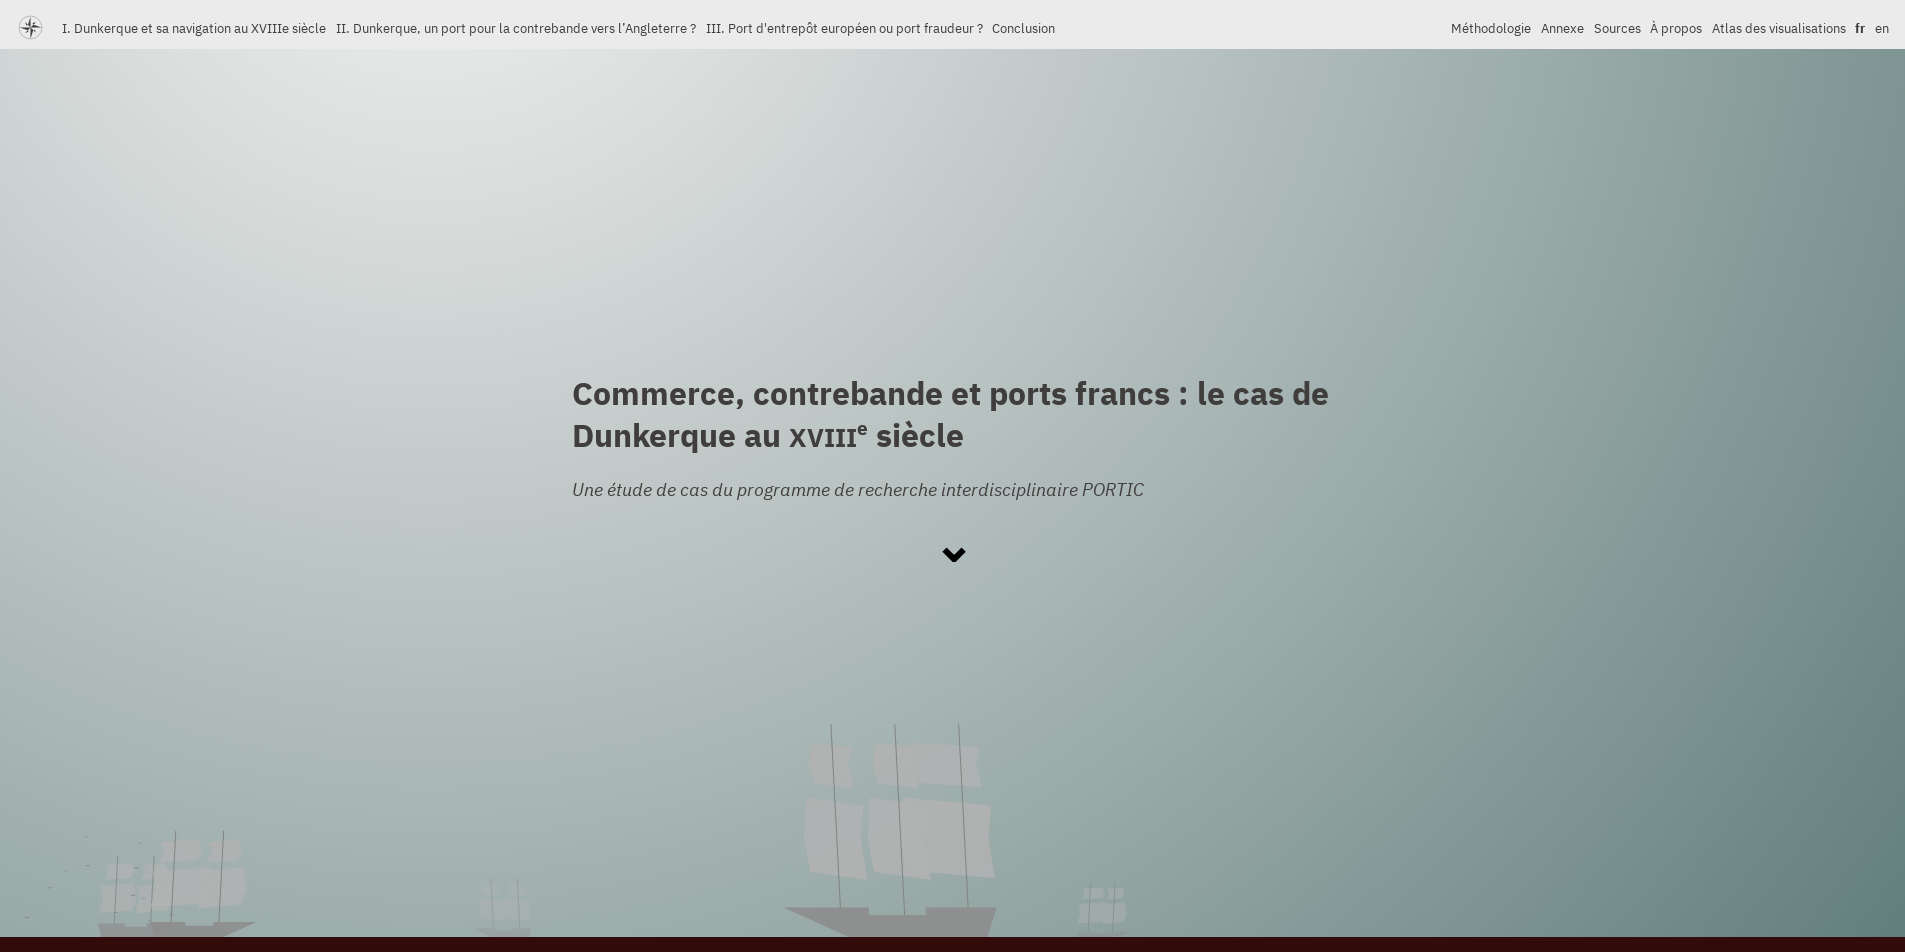 I. Dunkerque et sa navigation au XVIIIe siècle II. Dunkerque, un port pour la contrebande vers l’Angleterre ? III. Port d'entrepôt européen ou port fraudeur ? Conclusion Méthodologie Annexe Sources À propos Atlas des visualisations fr en
Commerce, contrebande et ports francs : le cas de
Dunkerque au XVIIIe siècle
Une étude de cas du programme de recherche interdisciplinaire PORTIC